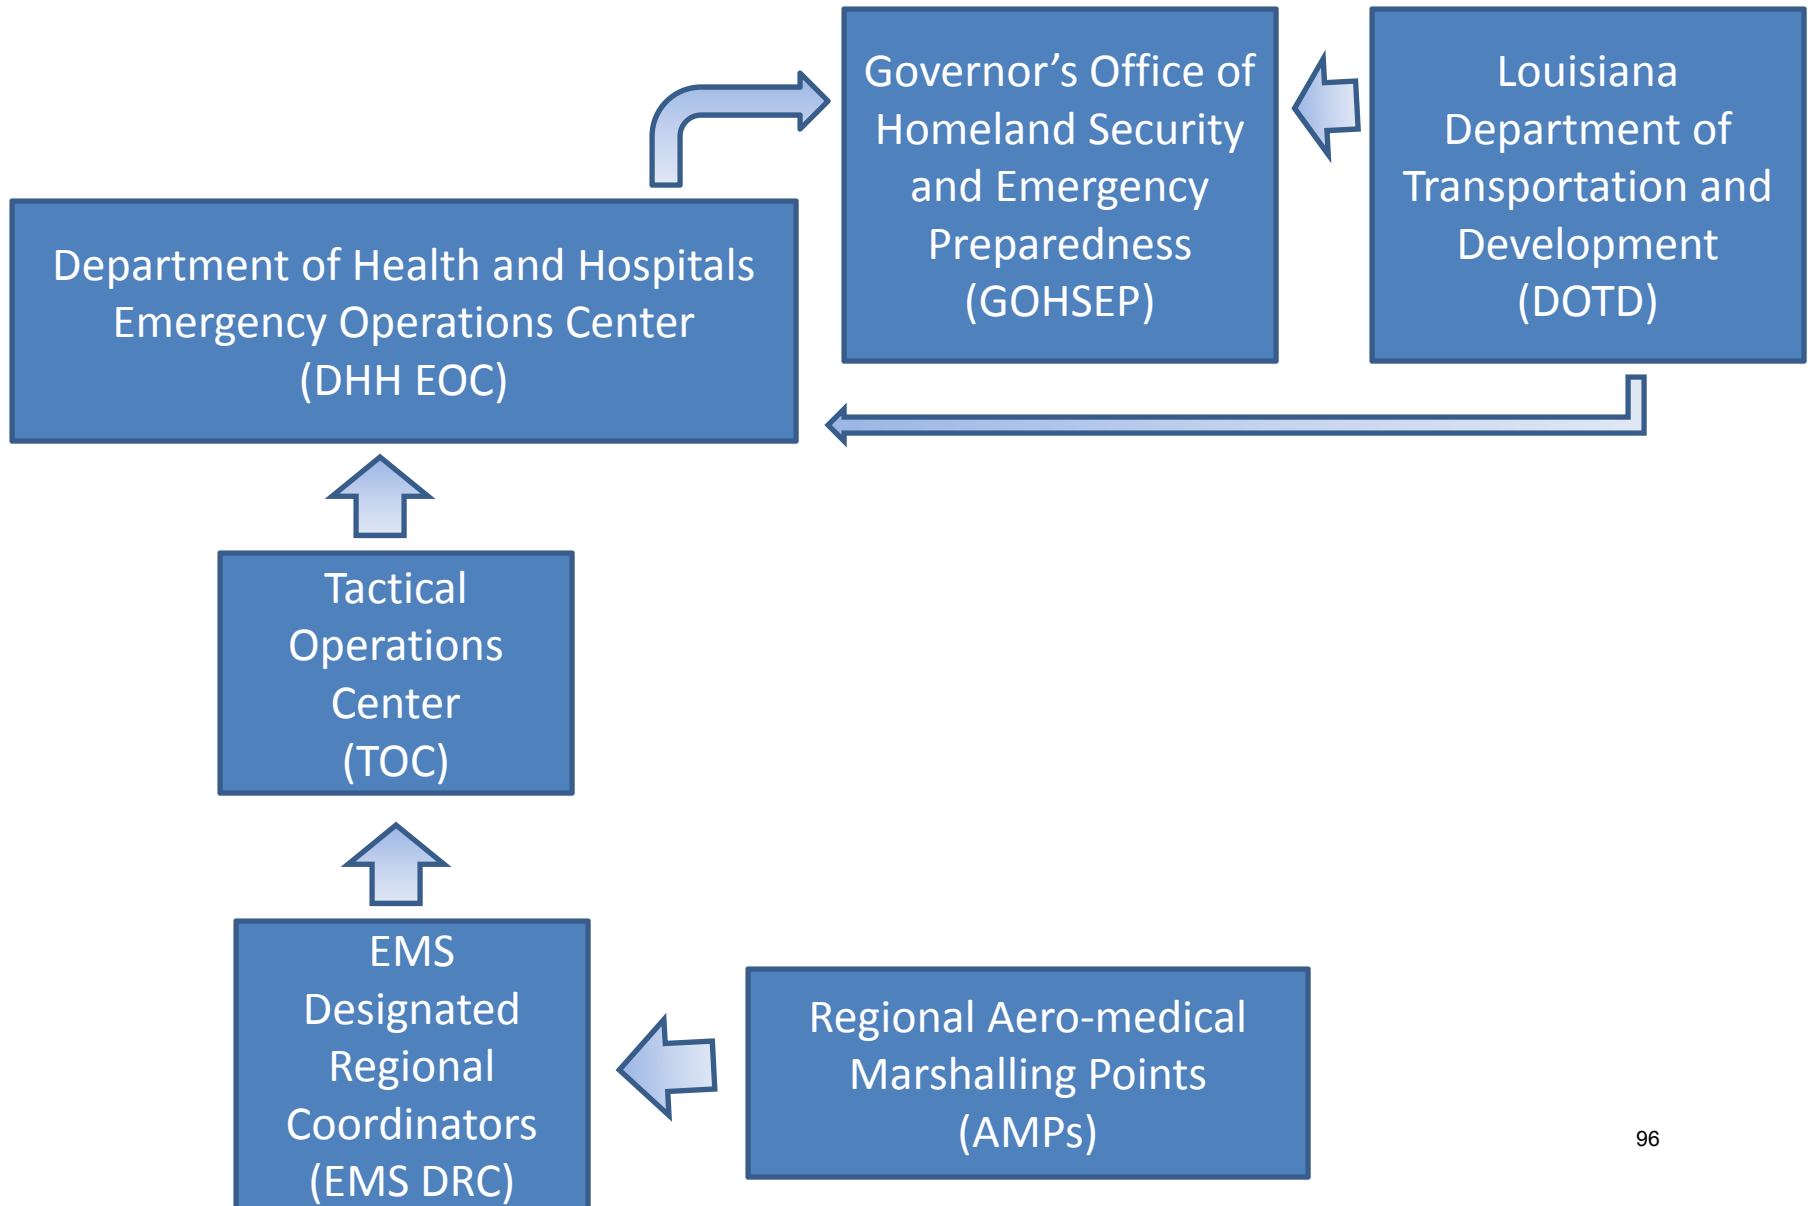 Governor’s Office of
Homeland Security
and Emergency
Preparedness
(GOHSEP)
Louisiana
Department of
Transportation and
Development
(DOTD)
Department of Health and Hospitals
Emergency Operations Center
(DHH EOC)
Tactical
Operations
Center
(TOC)
EMS
Designated
Regional
Coordinators
(EMS DRC)
Regional Aero-medical
Marshalling Points
(AMPs)
96